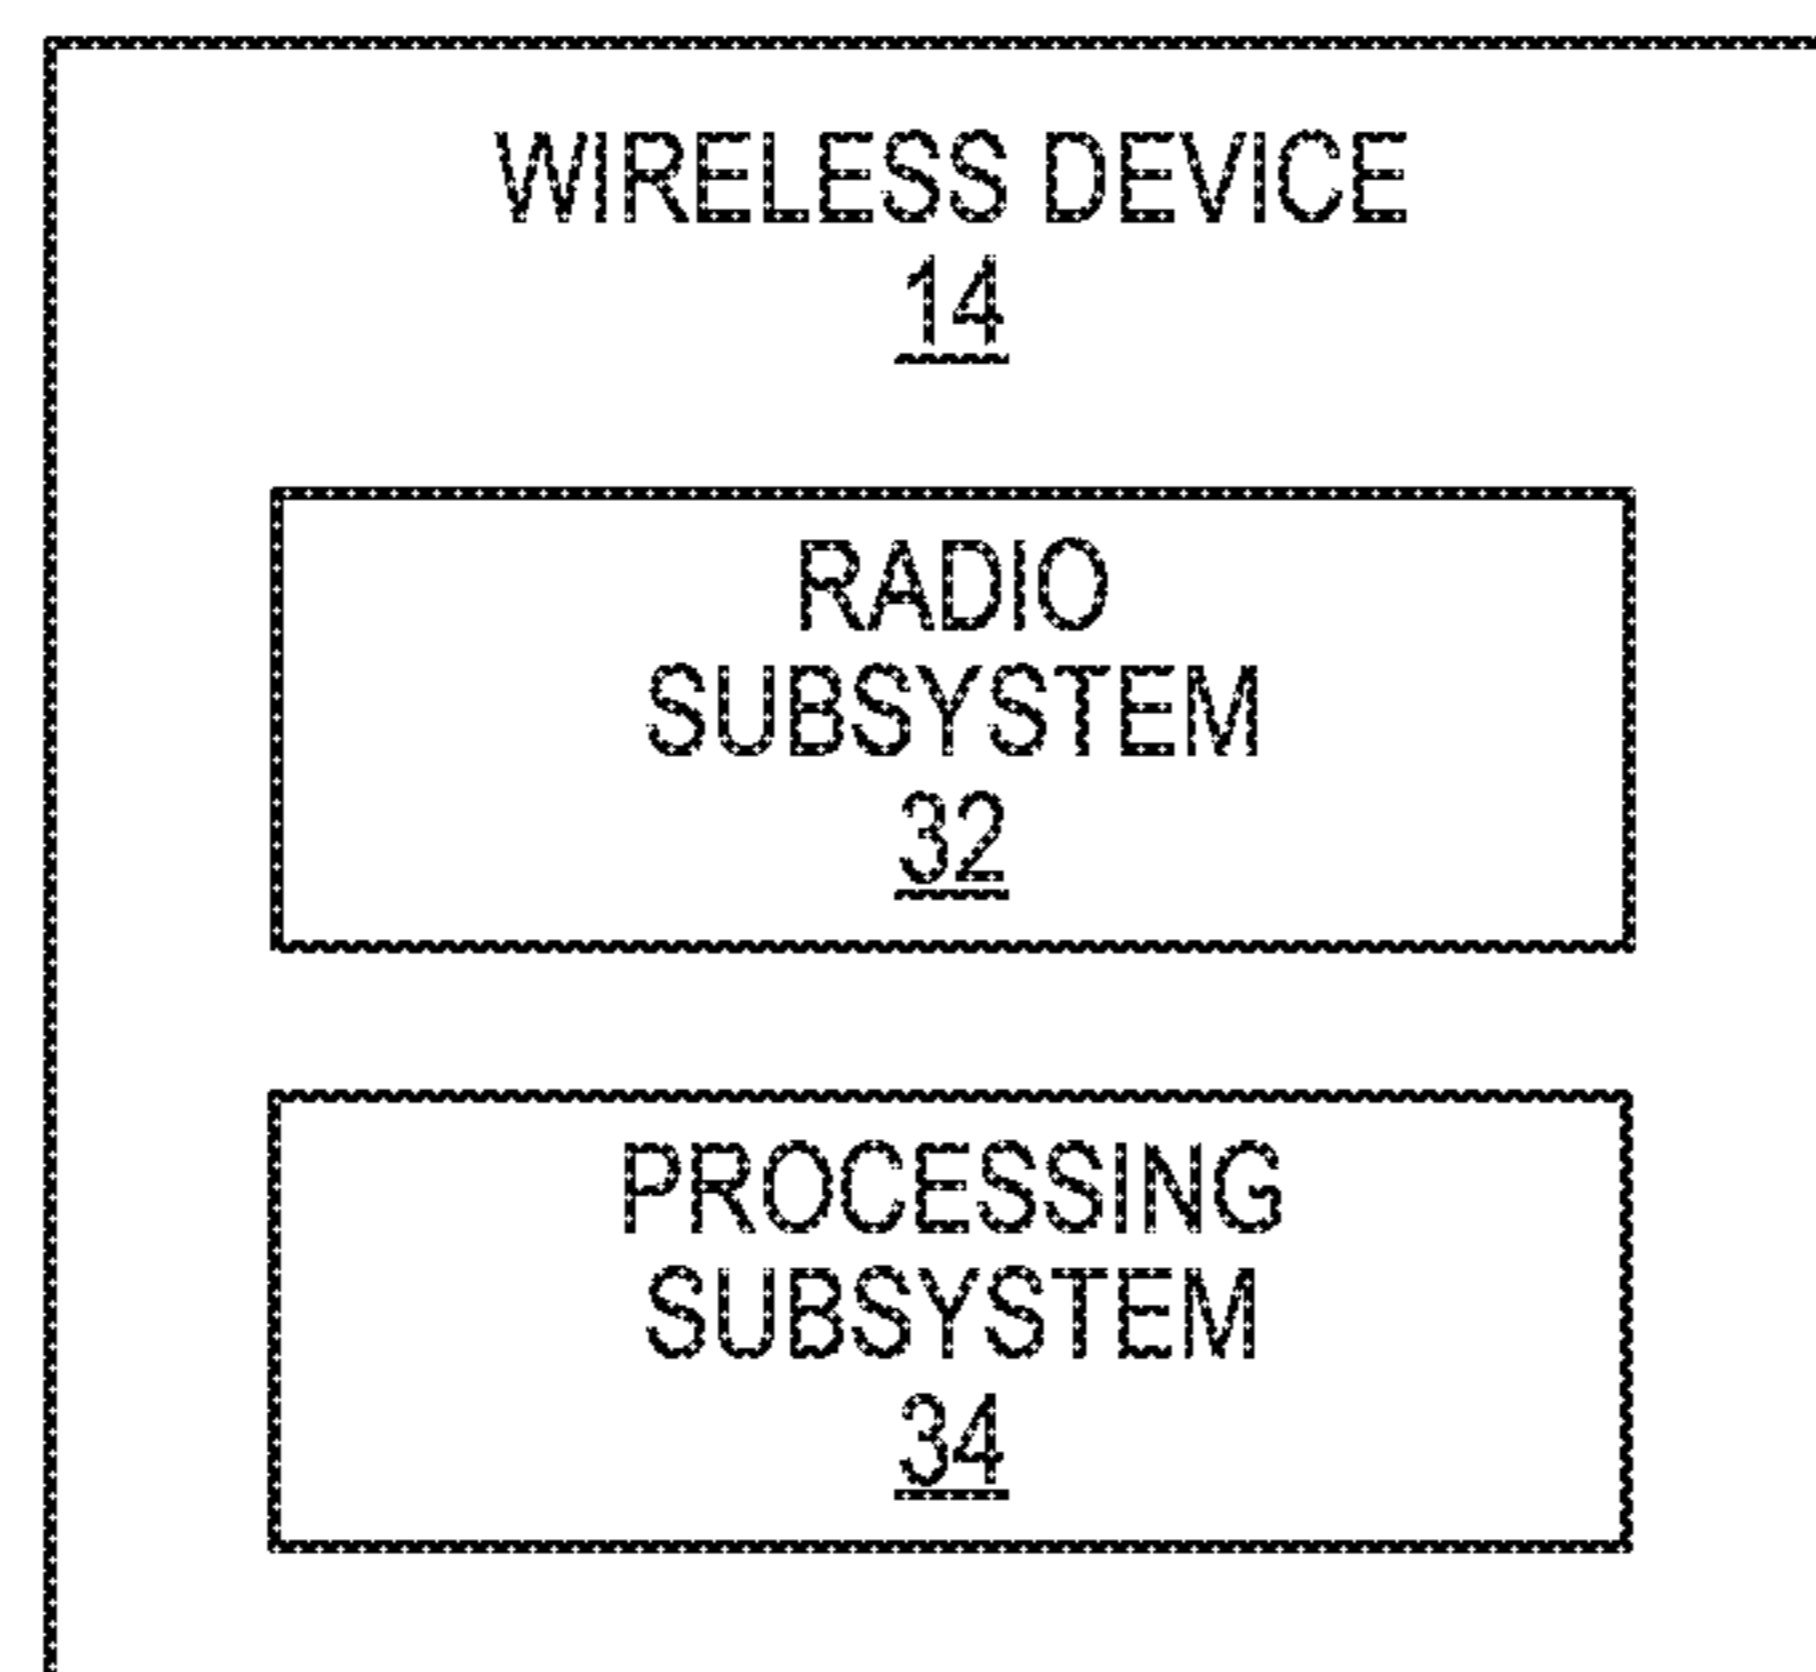 WIRELESS DEVICE
14
RADIO
SUBSYSTEM
32
PROCESSING
SUBSYSTEM
34